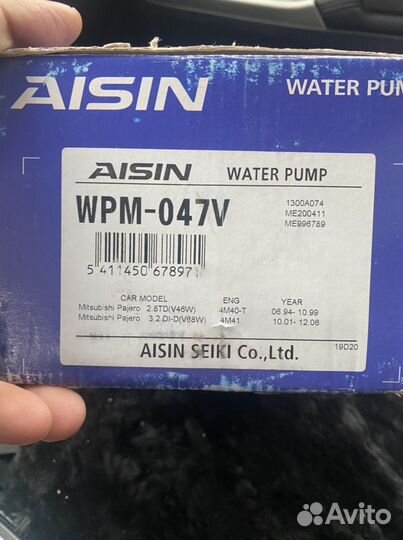 AISIN WATER PUM
AISIN WATER PUMP
WPM-047V
1300A074
ME200411
ME996789
5 411450 678971
CAR MODEL ENG YEAR
Mitsubishi Pajero 2.8TD(V46W) 4M40-T 06.94- 10.99
Mitsubishi Pajero 3.2.DI-D(V68W) 4M41 10.01- 12.06
19D20
AISIN SEIKI Co.,Ltd.
Avito